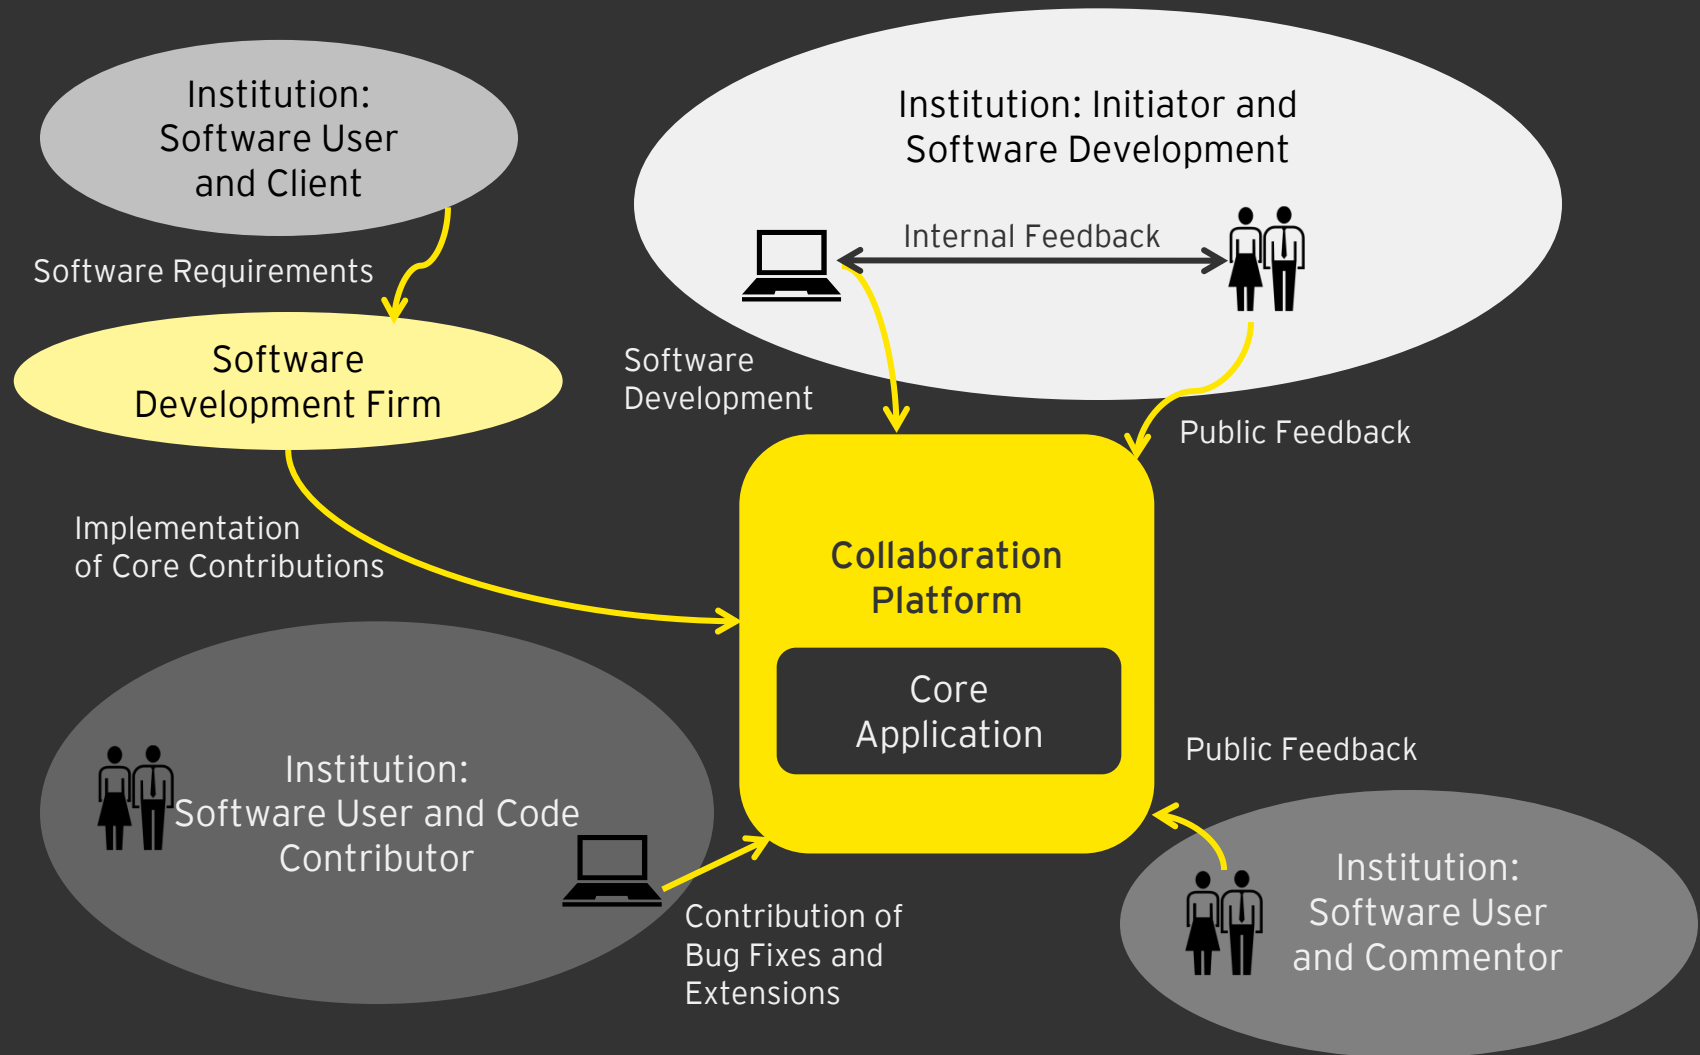 Institution:
Software User
and Client
Software Requirements
Software
Development Firm
Implementation
of Core Contributions
Institution: Initiator and
Software Development
Internal Feedback
Software
Development
Public Feedback
Collaboration
Platform
Core
Application
Institution:
Software User and Code
Contributor
Contribution of
Bug Fixes and
Extensions
Public Feedback
Institution:
Software User
and Commentor